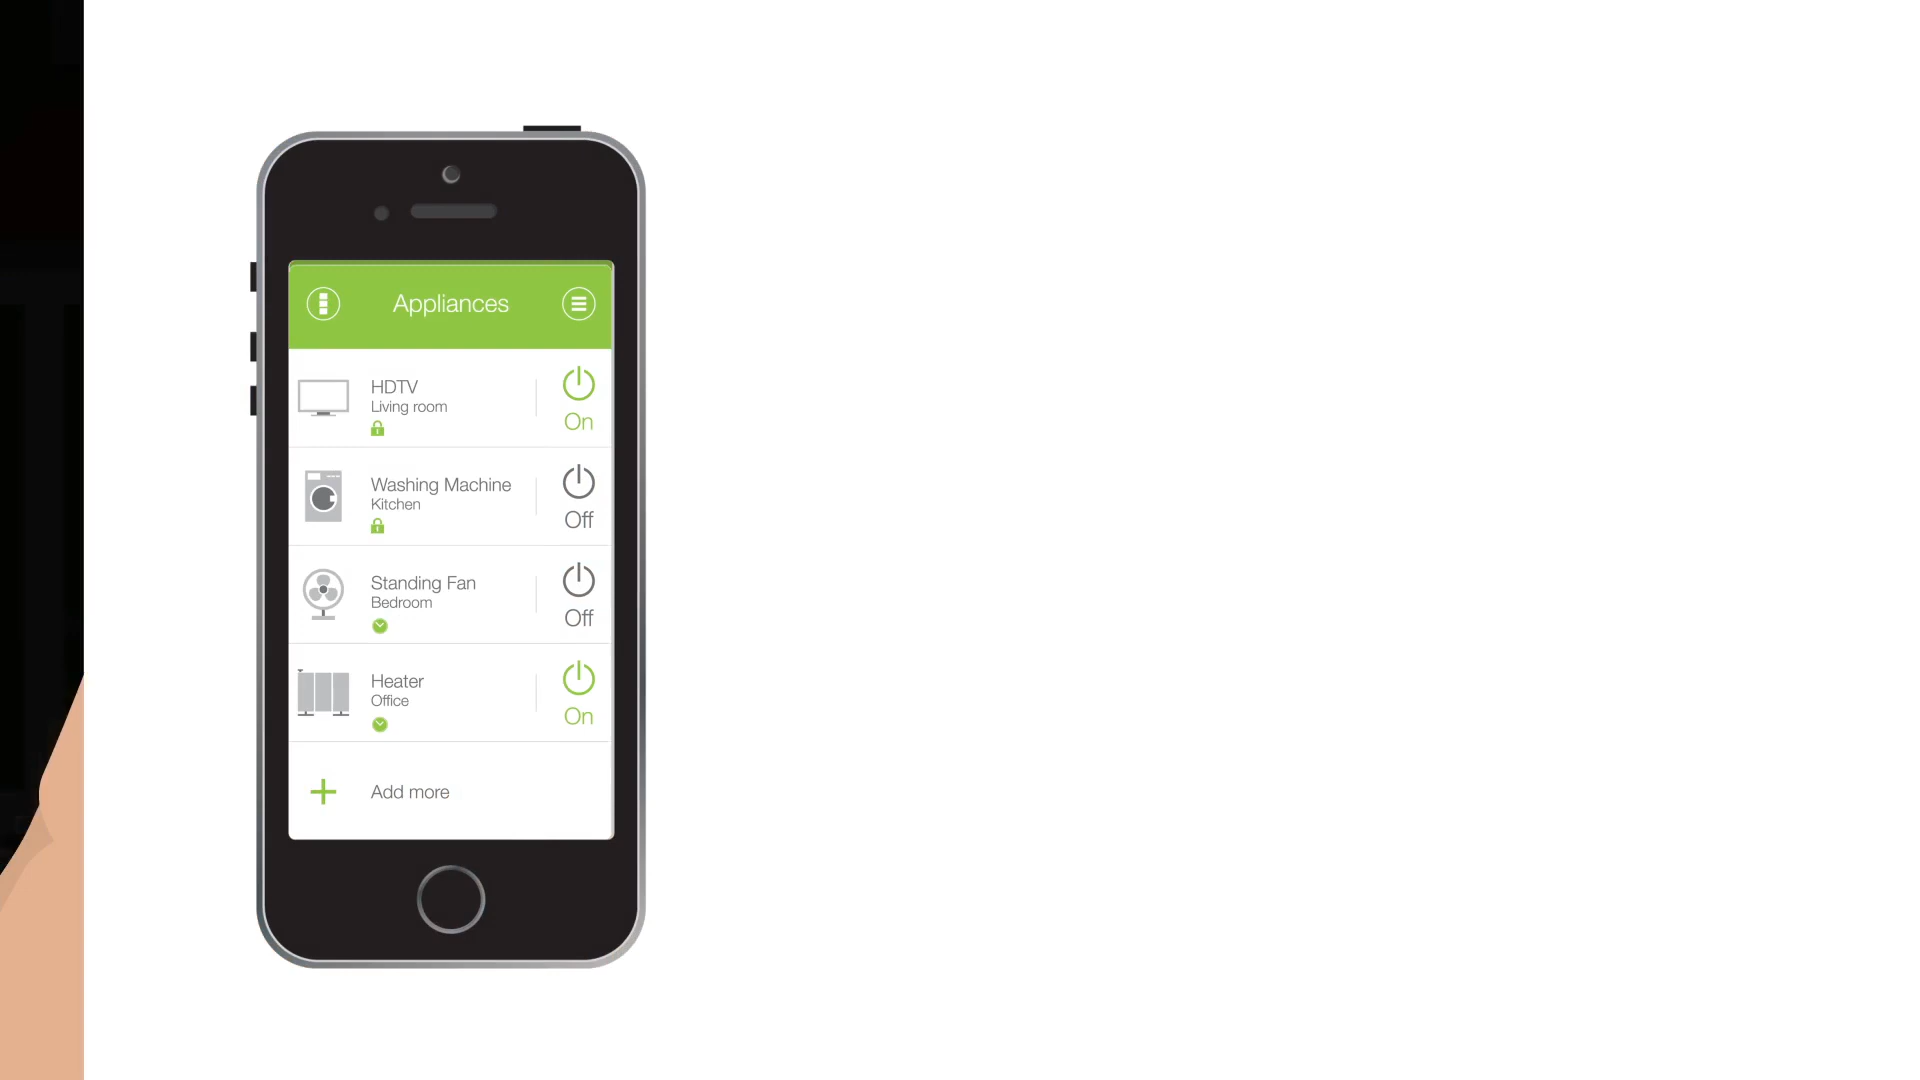 Appliances
HDTV
Living room
On
Washing Machine
Kitchen
Off
Standing Fan
Bedroom
Off
Heater
Office
On
Add more